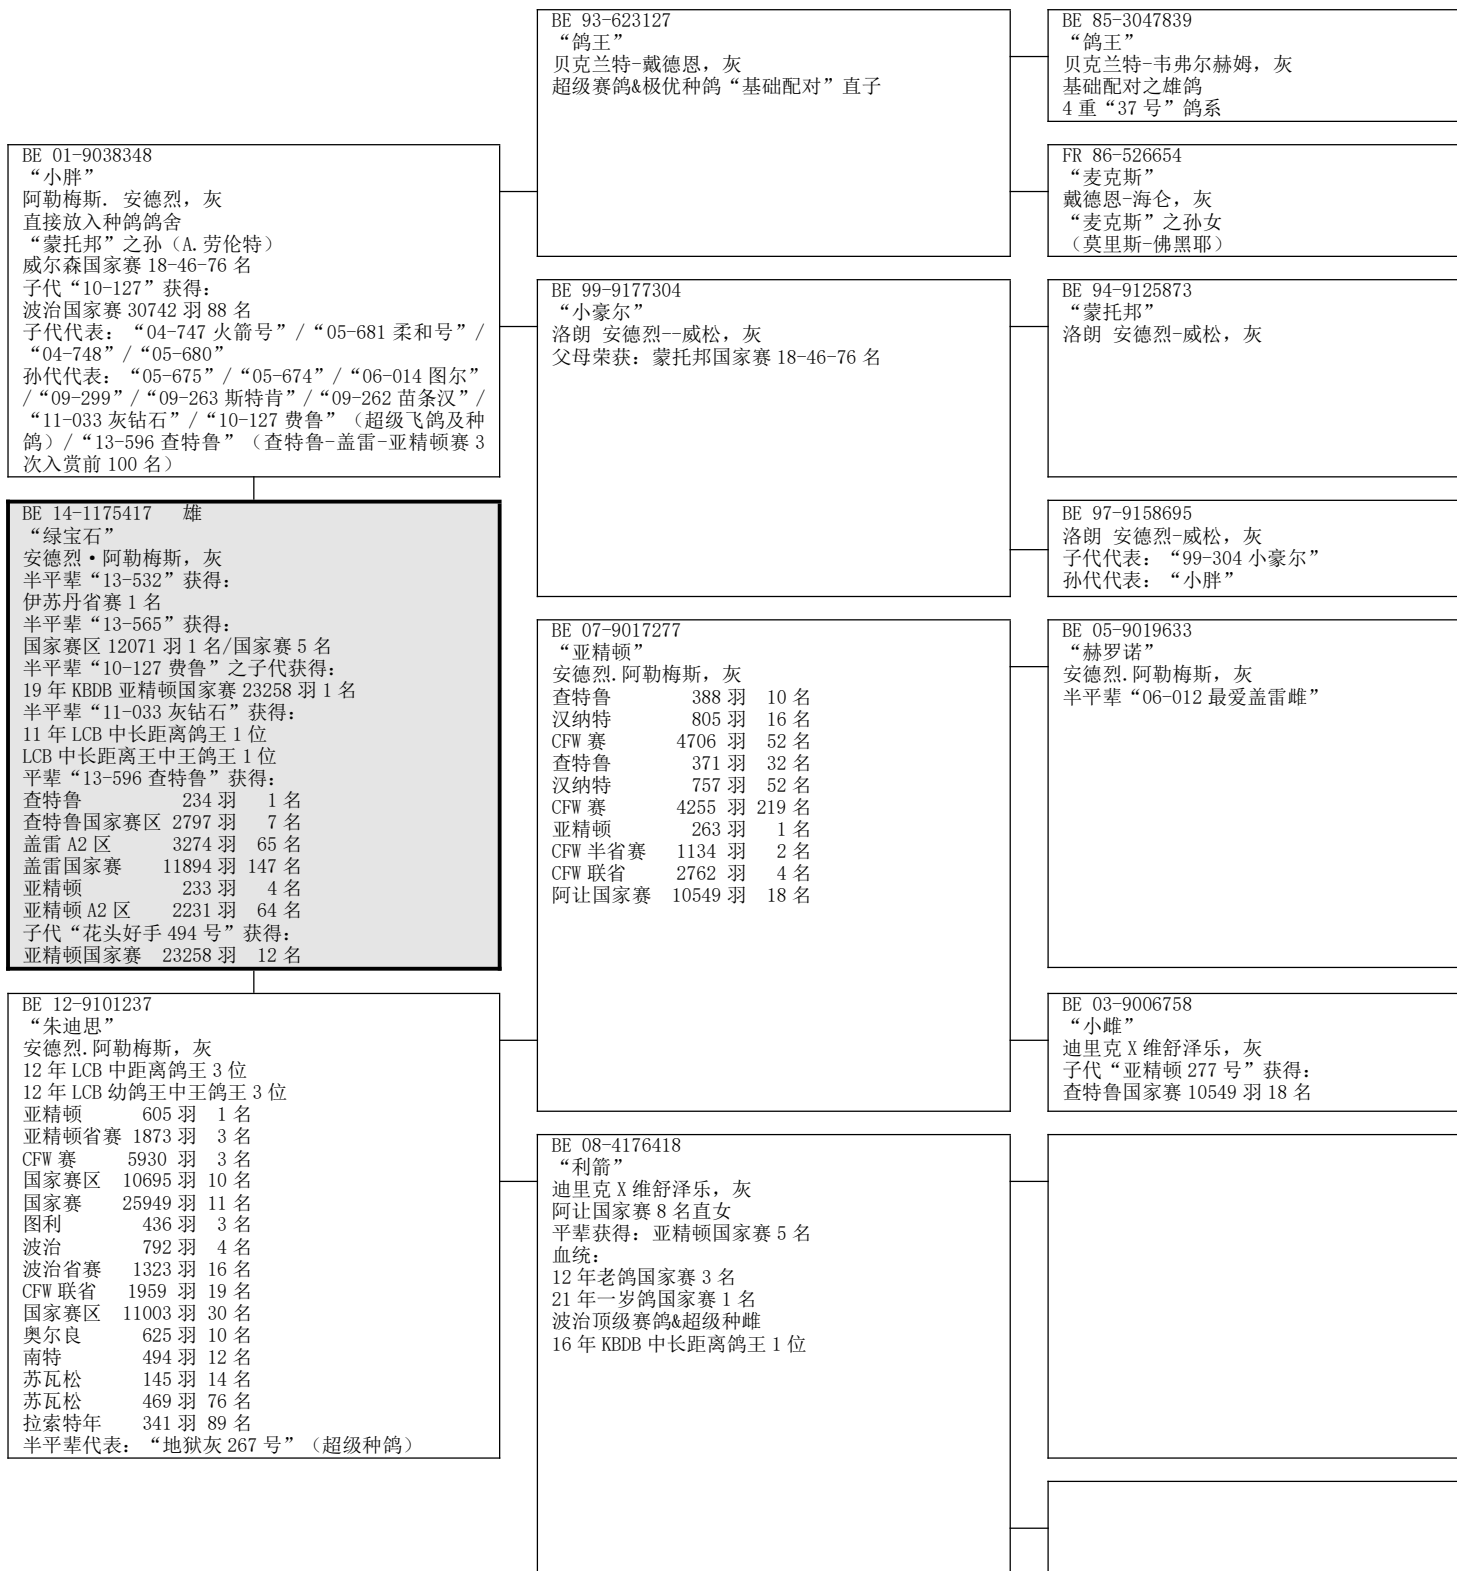 BE 93-623127
“鸽王”
贝克兰特-戴德恩，灰
超级赛鸽&极优种鸽“基础配对”直子
BE 85-3047839
“鸽王”
贝克兰特-韦弗尔赫姆，灰
基础配对之雄鸽
4 重“37 号”鸽系
BE 01-9038348
“小胖”
阿勒梅斯. 安德烈，灰
直接放入种鸽鸽舍
“蒙托邦”之孙（A.劳伦特）
威尔森国家赛 18-46-76 名
子代“10-127”获得：
波治国家赛 30742 羽 88 名
子代代表：“04-747 火箭号”/“05-681 柔和号”/
“04-748”/“05-680”
孙代代表：“05-675”/“05-674”/“06-014 图尔”
/“09-299”/“09-263 斯特肯”/“09-262 苗条汉”/
“11-033 灰钻石”/“10-127 费鲁”（超级飞鸽及种
鸽）/“13-596 查特鲁”（查特鲁-盖雷-亚精顿赛 3
次入赏前 100 名）
FR 86-526654
“麦克斯”
戴德恩-海仑，灰
“麦克斯”之孙女
（莫里斯-佛黑耶）
BE 99-9177304
“小豪尔”
洛朗 安德烈--威松，灰
父母荣获：蒙托邦国家赛 18-46-76 名
BE 94-9125873
“蒙托邦”
洛朗 安德烈-威松，灰
BE 97-9158695
洛朗 安德烈-威松，灰
子代代表：“99-304 小豪尔”
孙代代表：“小胖”
BE 14-1175417 雄
“绿宝石”
安德烈·阿勒梅斯，灰
半平辈“13-532”获得：
伊苏丹省赛 1 名
半平辈“13-565”获得：
国家赛区 12071 羽 1 名/国家赛 5 名
半平辈“10-127 费鲁”之子代获得：
19 年 KBDB 亚精顿国家赛 23258 羽 1 名
半平辈“11-033 灰钻石”获得：
11 年 LCB 中长距离鸽王 1 位
LCB 中长距离王中王鸽王 1 位
平辈“13-596 查特鲁”获得：
查特鲁 234 羽 1 名
查特鲁国家赛区 2797 羽 7 名
盖雷 A2 区 3274 羽 65 名
盖雷国家赛 11894 羽 147 名
亚精顿 233 羽 4 名
亚精顿 A2 区 2231 羽 64 名
子代“花头好手 494 号”获得：
亚精顿国家赛 23258 羽 12 名
BE 07-9017277
“亚精顿”
安德烈.阿勒梅斯，灰
查特鲁 388 羽 10 名
汉纳特 805 羽 16 名
CFW 赛 4706 羽 52 名
查特鲁 371 羽 32 名
汉纳特 757 羽 52 名
CFW 赛 4255 羽 219 名
亚精顿 263 羽 1 名
CFW 半省赛 1134 羽 2 名
CFW 联省 2762 羽 4 名
阿让国家赛 10549 羽 18 名
BE 05-9019633
“赫罗诺”
安德烈.阿勒梅斯，灰
半平辈“06-012 最爱盖雷雌”
BE 03-9006758
“小雌”
迪里克 X 维舒泽乐，灰
子代“亚精顿 277 号”获得：
查特鲁国家赛 10549 羽 18 名
BE 12-9101237
“朱迪思”
安德烈.阿勒梅斯，灰
12 年 LCB 中距离鸽王 3 位
12 年 LCB 幼鸽王中王鸽王 3 位
亚精顿 605 羽 1 名
亚精顿省赛 1873 羽 3 名
CFW 赛 5930 羽 3 名
国家赛区 10695 羽 10 名
国家赛 25949 羽 11 名
图利 436 羽 3 名
波治 792 羽 4 名
波治省赛 1323 羽 16 名
CFW 联省 1959 羽 19 名
国家赛区 11003 羽 30 名
奥尔良 625 羽 10 名
南特 494 羽 12 名
苏瓦松 145 羽 14 名
苏瓦松 469 羽 76 名
拉索特年 341 羽 89 名
半平辈代表：“地狱灰 267 号”（超级种鸽）
BE 08-4176418
“利箭”
迪里克 X 维舒泽乐，灰
阿让国家赛 8 名直女
平辈获得：亚精顿国家赛 5 名
血统：
12 年老鸽国家赛 3 名
21 年一岁鸽国家赛 1 名
波治顶级赛鸽&超级种雌
16 年 KBDB 中长距离鸽王 1 位